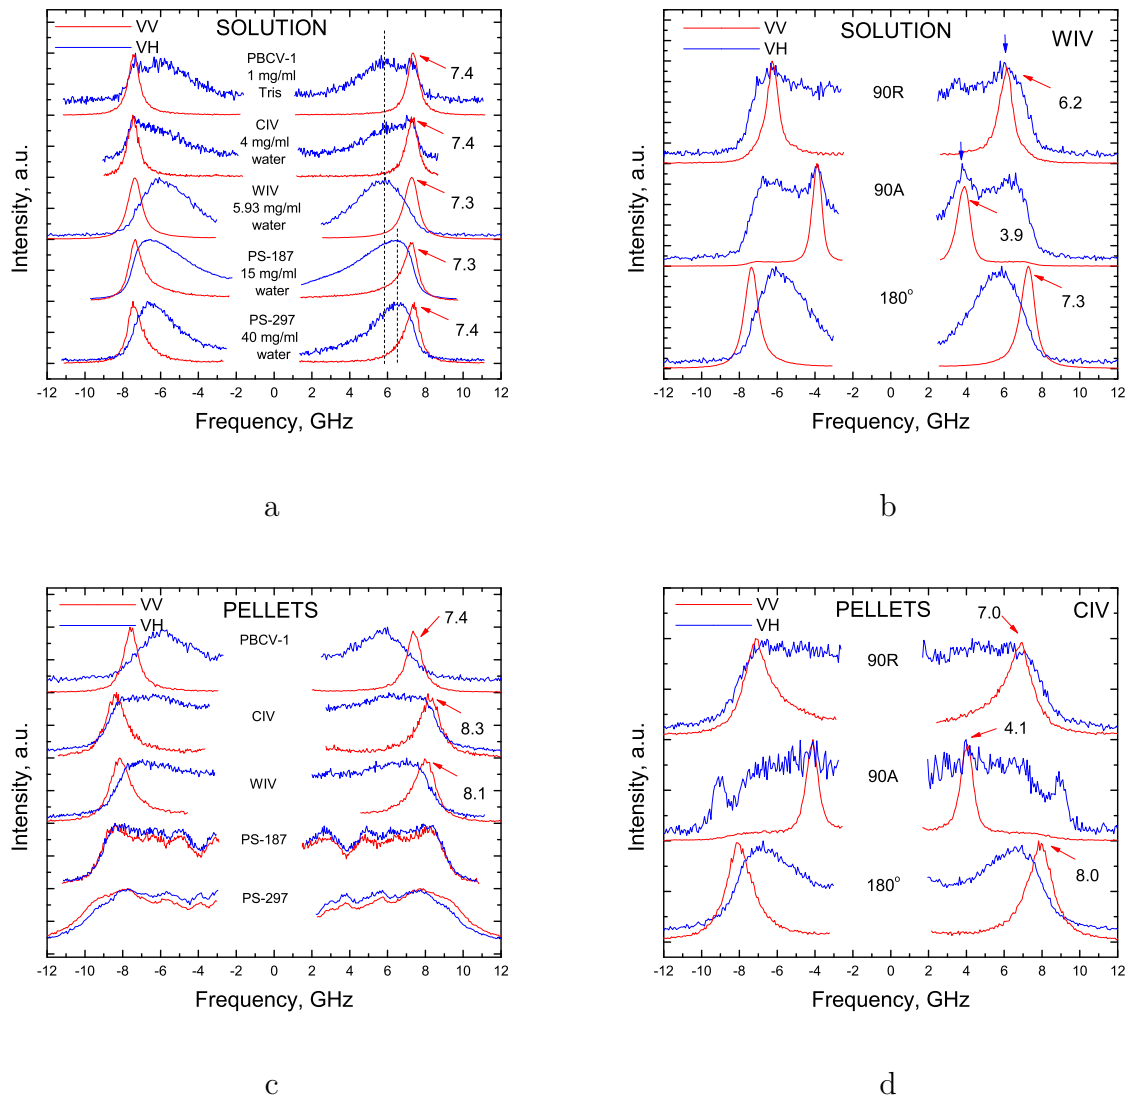 VV
VH
SOLUTION
PBCV-1
1 mg/ml
Tris
7.4
CIV
4 mg/ml
water
7.4
WIV
5.93 mg/ml
water
7.3
PS-187
15 mg/ml
water
7.3
PS-297
40 mg/ml
water
7.4
Intensity, a.u.
-12 -10 -8 -6 -4 -2 0 2 4 6 8 10 12
Frequency, GHz
a
VV
VH
SOLUTION
WIV
90R
6.2
90A
3.9
180°
7.3
Intensity, a.u.
-12 -10 -8 -6 -4 -2 0 2 4 6 8 10 12
Frequency, GHz
b
VV
VH
PELLETS
PBCV-1
7.4
CIV
8.3
WIV
8.1
PS-187
PS-297
Intensity, a.u.
-12 -10 -8 -6 -4 -2 0 2 4 6 8 10 12
Frequency, GHz
c
VV
VH
PELLETS
7.0
CIV
90R
4.1
90A
180°
8.0
Intensity, a.u.
-12 -10 -8 -6 -4 -2 0 2 4 6 8 10 12
Frequency, GHz
d